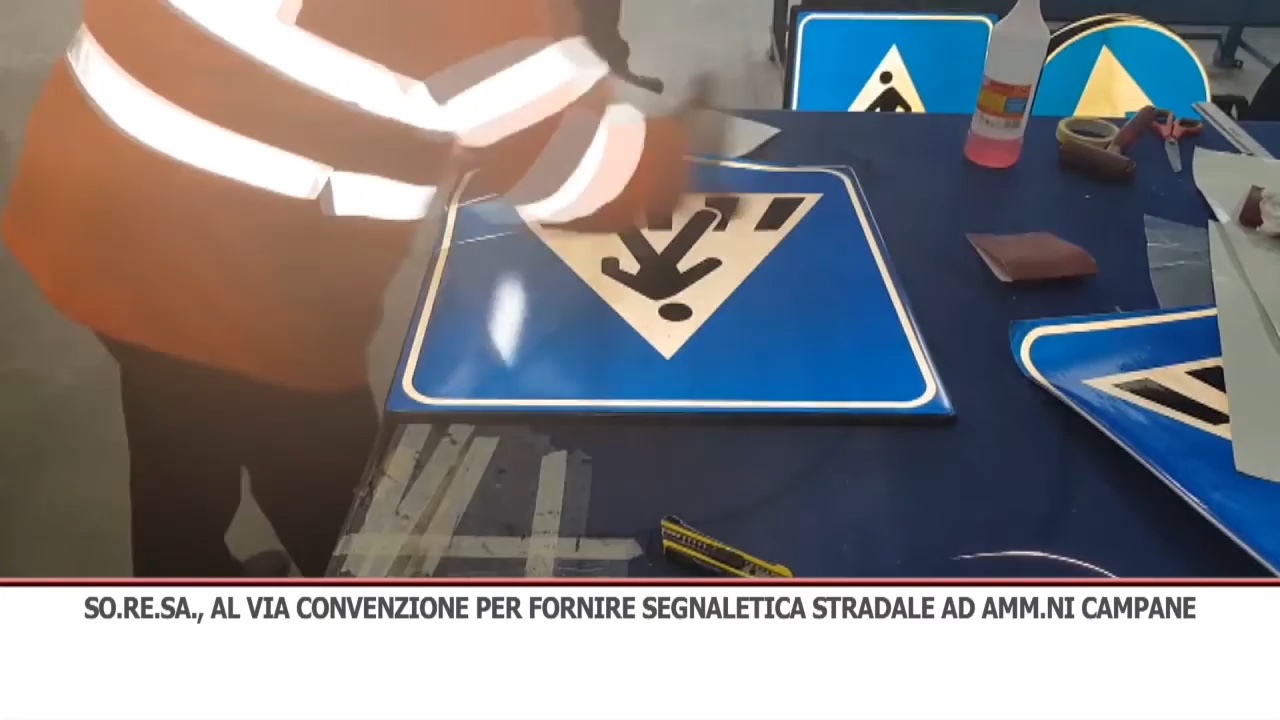 SO.RE.SA., AL VIA CONVENZIONE PER FORNIRE SEGNALETICA STRADALE AD AMM.NI CAMPANE